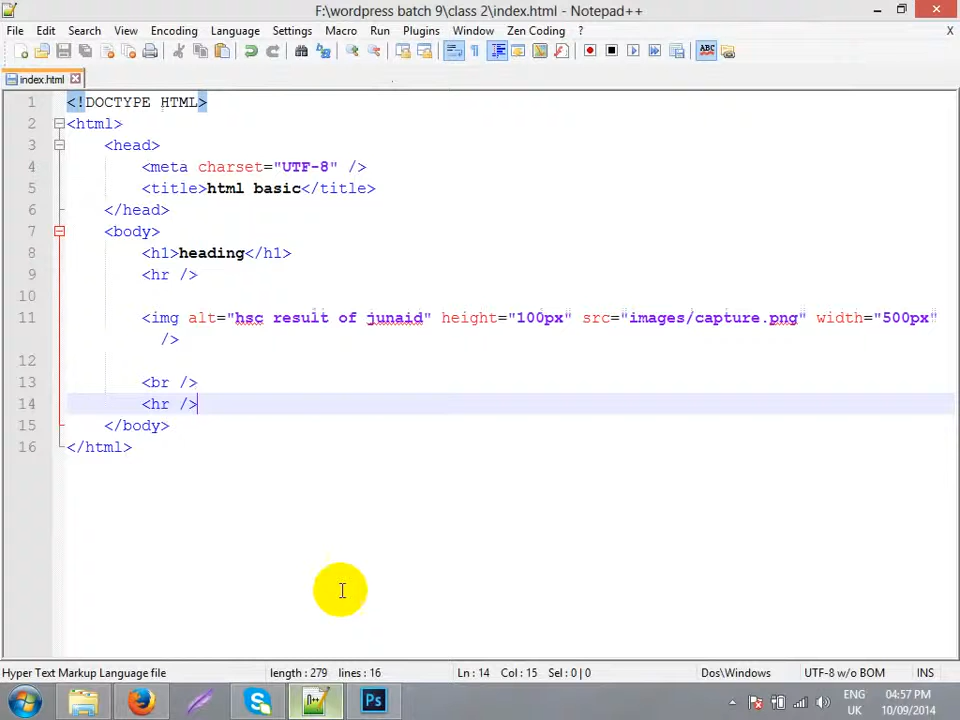 F:\wordpress batch 9\class 2\index.html - Notepad++
File Edit Search View Encoding Language Settings Macro Run Plugins Window Zen Coding ? X
ABC
index.html
1 <!DOCTYPE HTML>
2 <html>
3 <head>
4 <meta charset="UTF-8" />
5 <title>html basic</title>
6 </head>
7 <body>
8 <h1>heading</h1>
9 <hr />
10
11 <img alt="hsc result of junaid" height="100px" src="images/capture.png" width="500px"
/>
12
13 <br />
14 <hr />
15 </body>
16 </html>
Hyper Text Markup Language file length : 279 lines : 16 Ln : 14 Col : 15 Sel : 0 | 0 Dos\Windows UTF-8 w/o BOM INS
Ps
ENG 04:57 PM
UK 10/09/2014